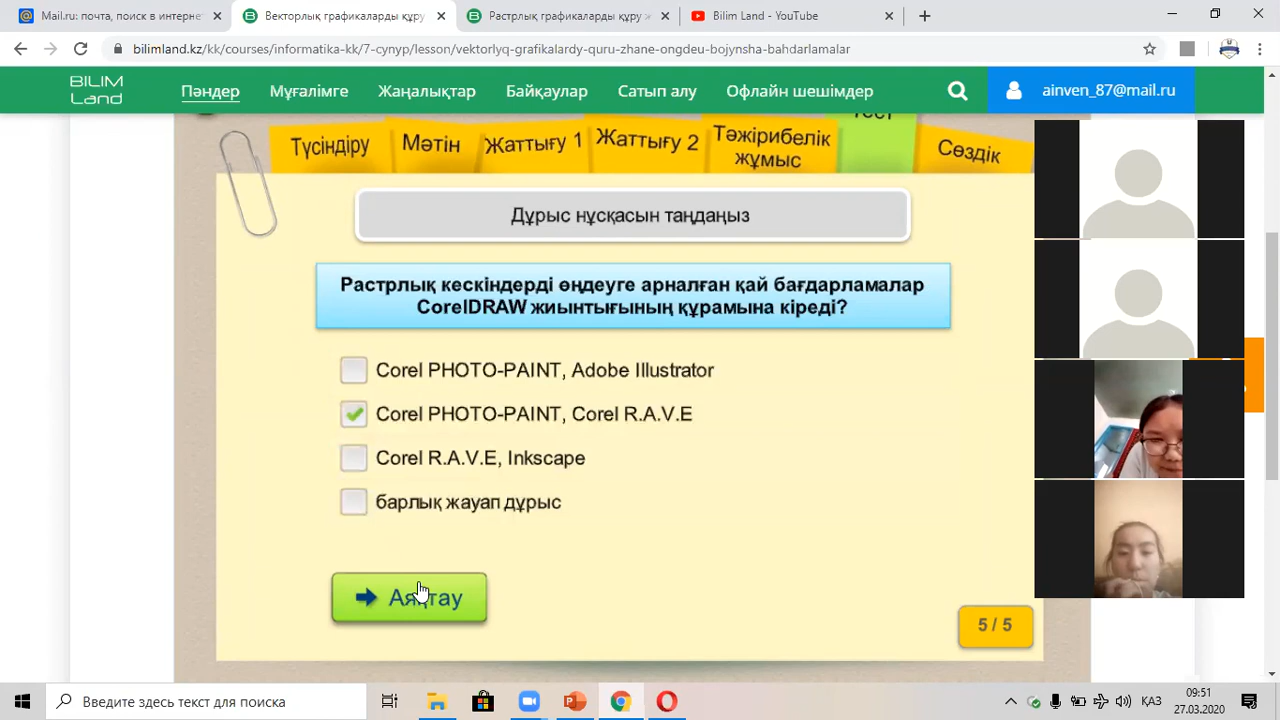 Mail.ru: почта, поиск в интернет
Векторлық графикаларды құру
Растрлық графикаларды құру ж
Bilim Land - YouTube
bilimland.kz/kk/courses/informatika-kk/7-synyp/lesson/vektorlyq-grafikalardy-quru-zhane-ongdeu-bojynsha-bahdarlamalar
BILIM Land
Пәндер Мұғалімге Жаңалықтар Байқаулар Сатып алу Офлайн шешімдер
ainven_87@mail.ru
Түсіндіру
Мәтін
Жаттығу 1
Жаттығу 2
Тәжірибелік жұмыс
Тест
Сөздік
Дұрыс нұсқасын таңдаңыз
Растрлық кескіндерді өңдеуге арналған қай бағдарламалар
CorelDRAW жиынтығының құрамына кіреді?
Corel PHOTO-PAINT, Adobe Illustrator
Corel PHOTO-PAINT, Corel R.A.V.E
Corel R.A.V.E, Inkscape
барлық жауап дұрыс
Аяқтау
5 / 5
Введите здесь текст для поиска
ҚАЗ
09:51
27.03.2020